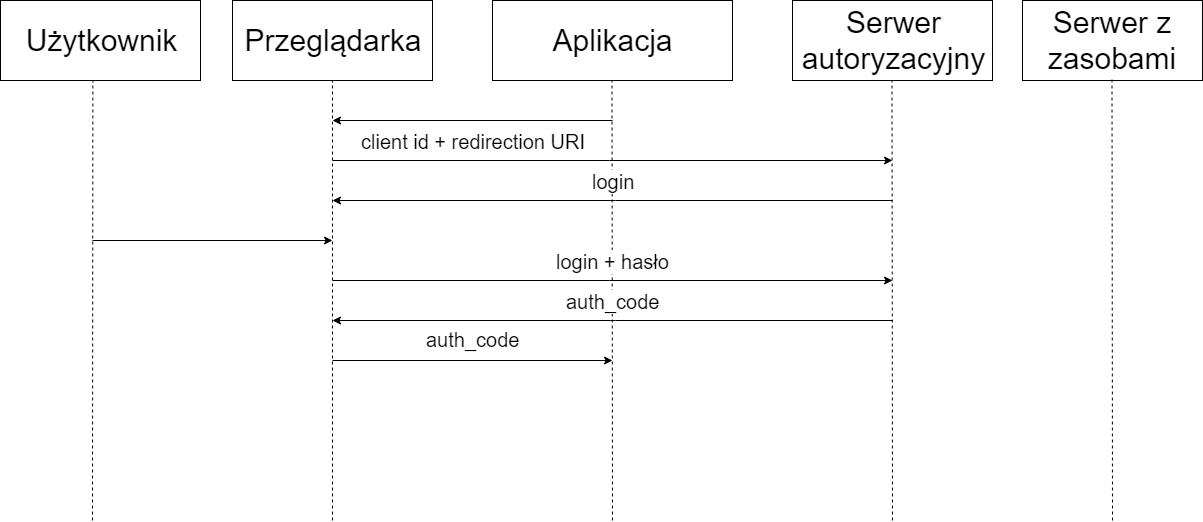 Użytkownik
Przeglądarka
Aplikacja
Serwer
autoryzacyjny
Serwer z
zasobami
client id + redirection URI
login
login + hasło
auth_code
auth_code